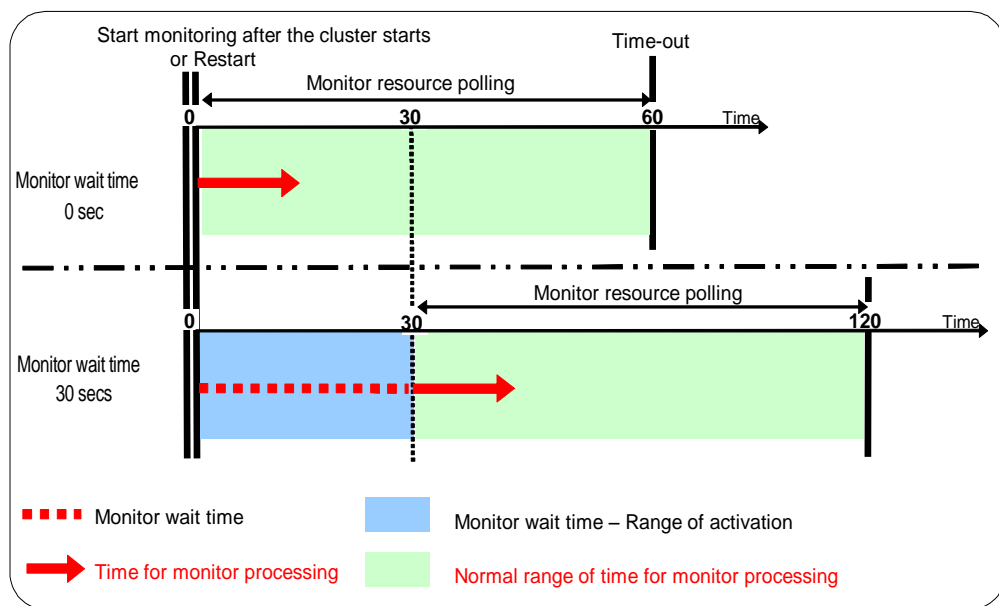 Start monitoring after the cluster starts
or Restart
Time-out
Monitor resource polling
0
30
60
Time
Monitor wait time
0 sec
Monitor resource polling
0
30
120
Time
Monitor wait time
30 secs
Monitor wait time
Monitor wait time – Range of activation
Time for monitor processing
Normal range of time for monitor processing